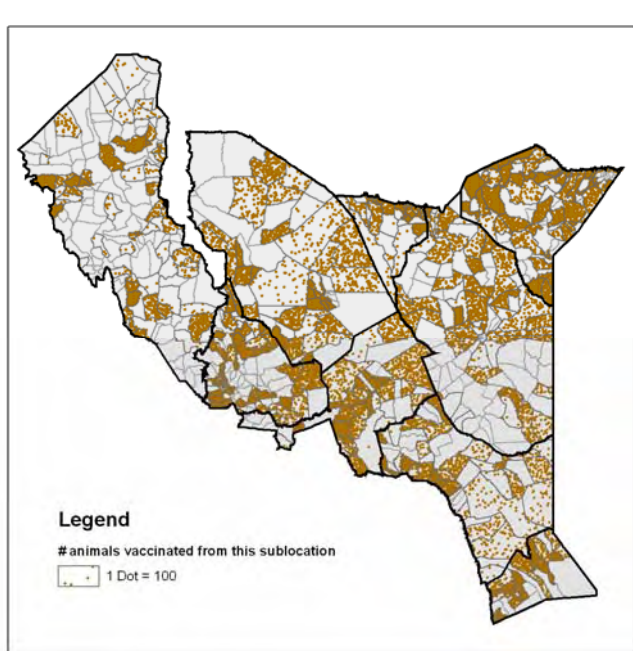 Legend
# animals vaccinated from this sublocation
1 Dot = 100